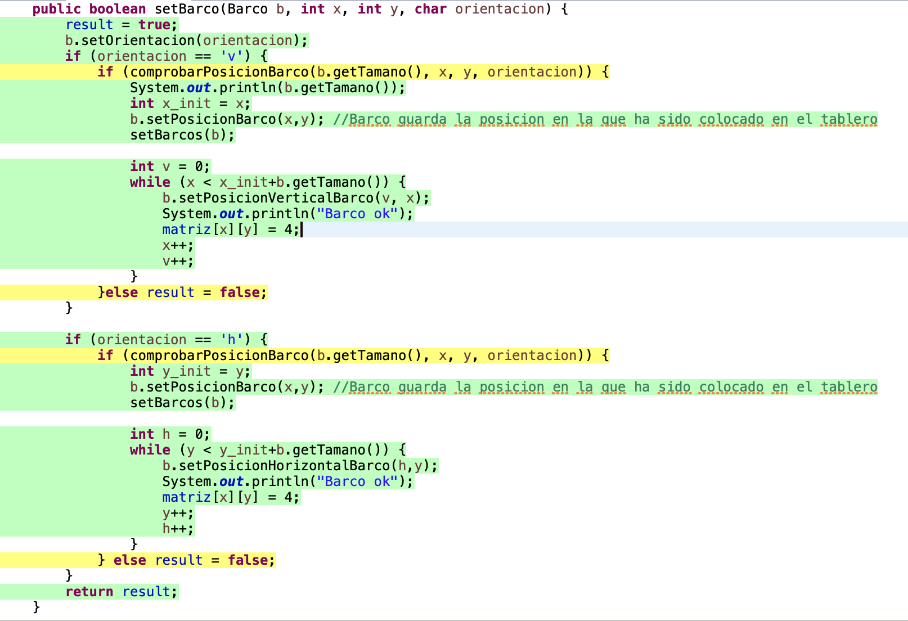 public boolean setBarco(Barco b, int x, int y, char orientacion) {
result = true;
b.setOrientacion(orientacion);
if (orientacion == 'v') {
if (comprobarPosicionBarco(b.getTamano(), x, y, orientacion)) {
System.out.println(b.getTamano());
int x_init = x;
b.setPosicionBarco(x,y); //Barco guarda la posicion en la que ha sido colocado en el tablero
setBarcos(b);
int v = 0;
while (x < x_init+b.getTamano()) {
b.setPosicionVerticalBarco(v, x);
System.out.println("Barco ok");
matriz[x][y] = 4;
x++;
v++;
}
}else result = false;
}
if (orientacion == 'h') {
if (comprobarPosicionBarco(b.getTamano(), x, y, orientacion)) {
int y_init = y;
b.setPosicionBarco(x,y); //Barco guarda la posicion en la que ha sido colocado en el tablero
setBarcos(b);
int h = 0;
while (y < y_init+b.getTamano()) {
b.setPosicionHorizontalBarco(h,y);
System.out.println("Barco ok");
matriz[x][y] = 4;
y++;
h++;
}
} else result = false;
}
return result;
}